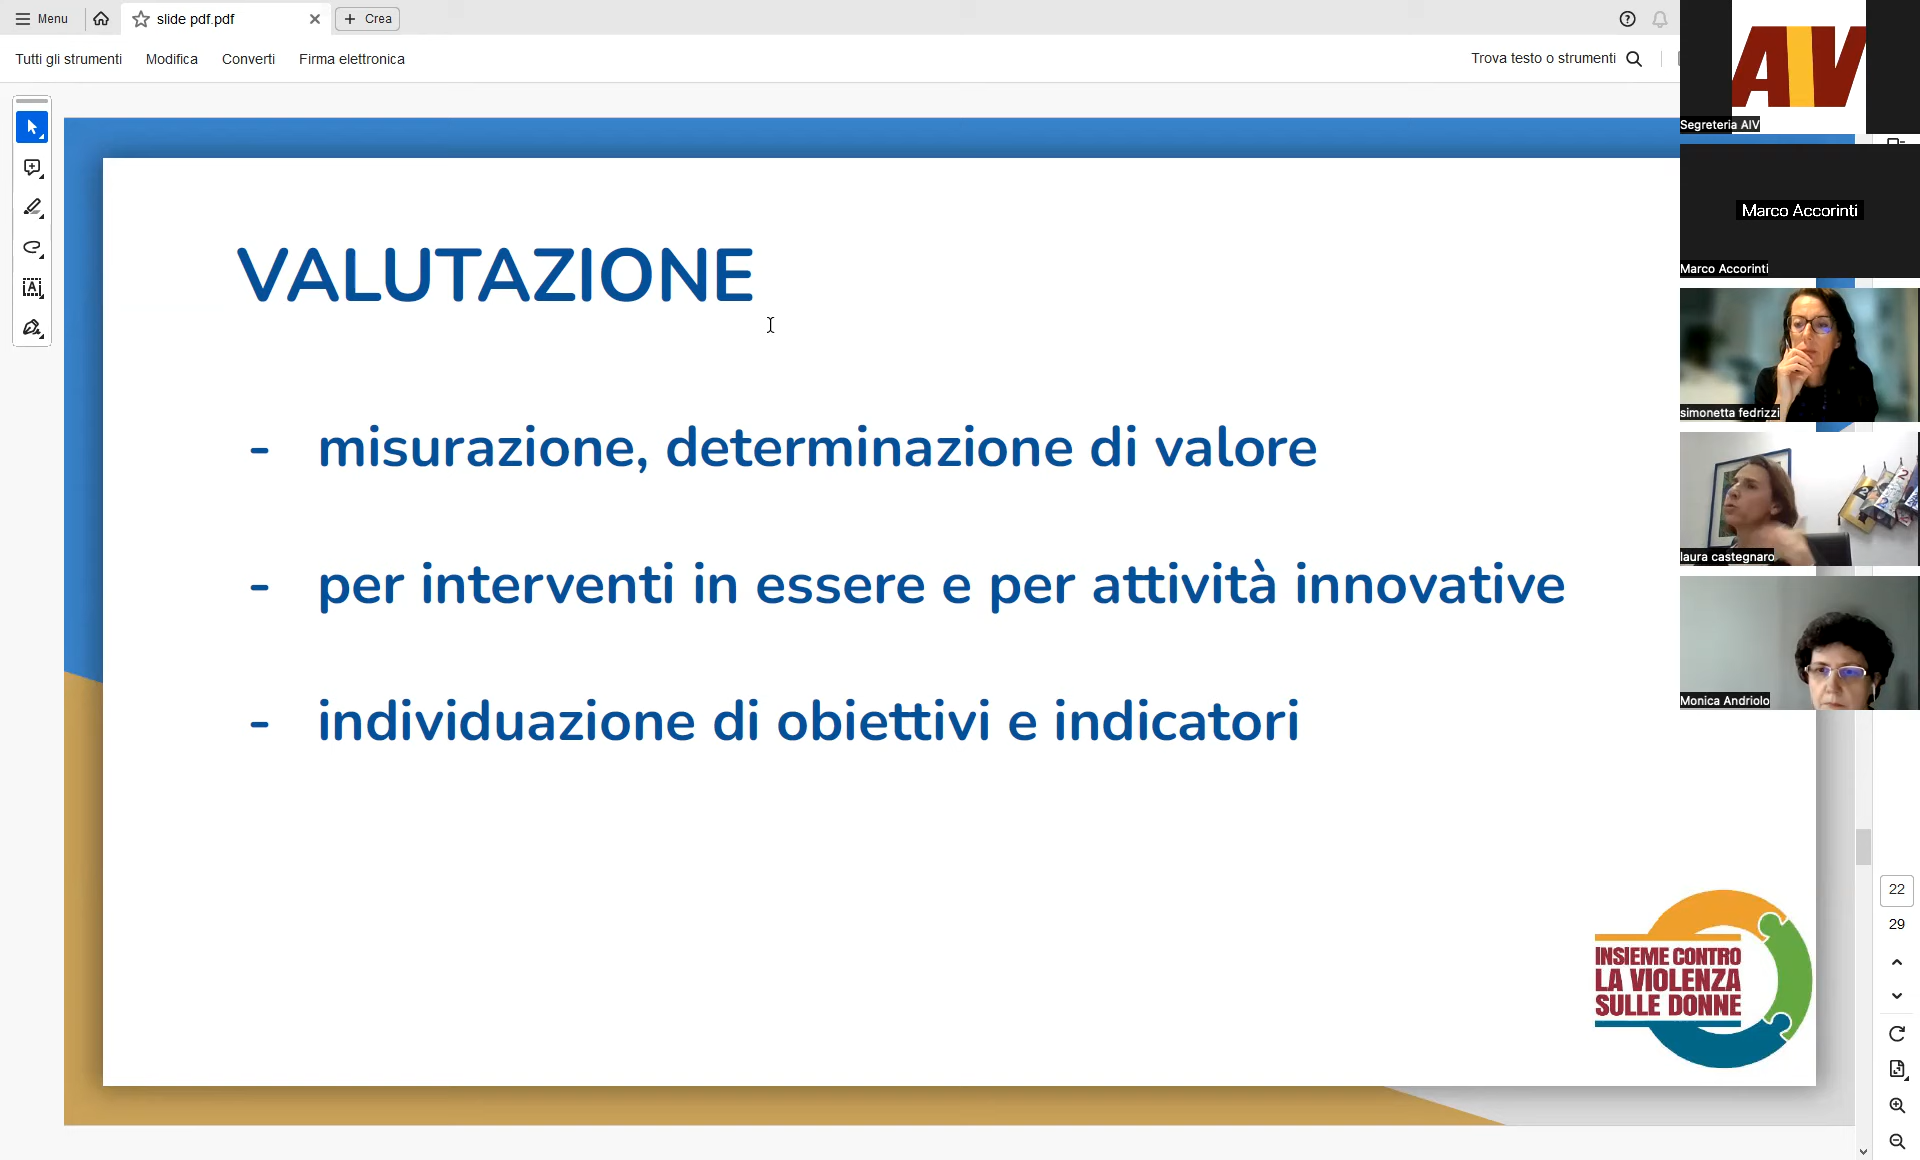 Menu
slide pdf.pdf
Crea
Tutti gli strumenti
Modifica
Converti
Firma elettronica
Trova testo o strumenti
AIV
Segreteria AIV
Marco Accorinti
Marco Accorinti
simonetta fedrizzi
laura castegnaro
Monica Andriolo
VALUTAZIONE
- misurazione, determinazione di valore
- per interventi in essere e per attività innovative
- individuazione di obiettivi e indicatori
INSIEME CONTRO
LA VIOLENZA
SULLE DONNE
22
29